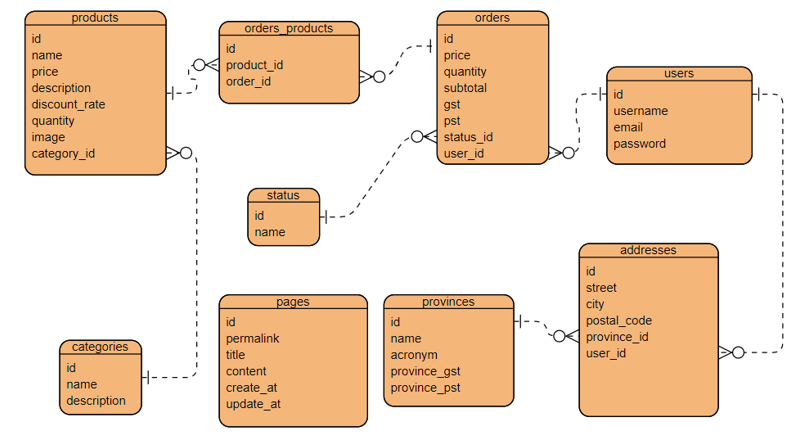 products
id
name
price
description
discount_rate
quantity
image
category_id
orders_products
id
product_id
order_id
orders
id
price
quantity
subtotal
gst
pst
status_id
user_id
users
id
username
email
password
status
id
name
addresses
id
street
city
postal_code
province_id
user_id
pages
id
permalink
title
content
create_at
update_at
provinces
id
name
acronym
province_gst
province_pst
categories
id
name
description